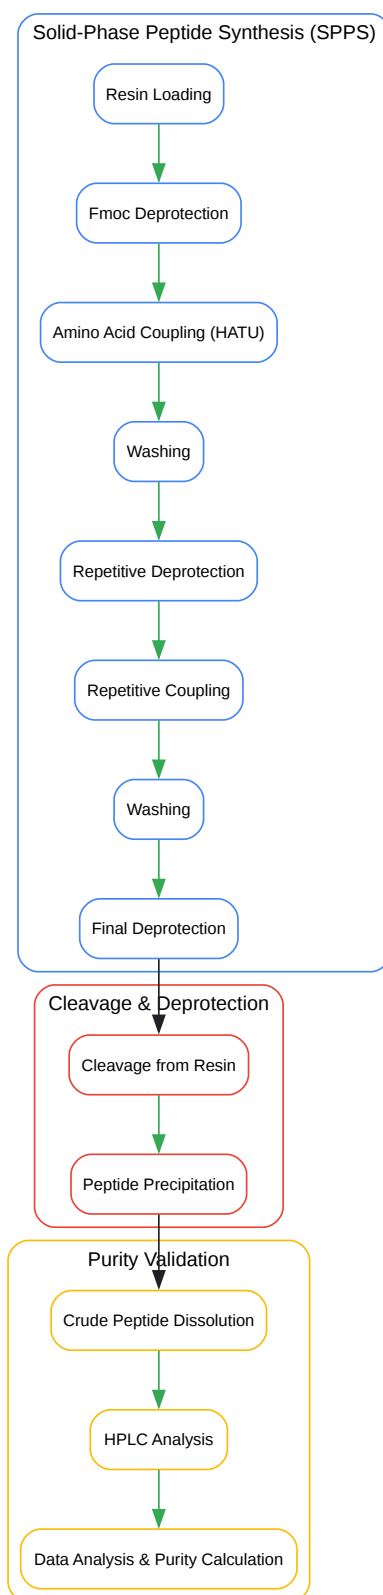 Solid-Phase Peptide Synthesis (SPPS)
Resin Loading
Fmoc Deprotection
Amino Acid Coupling (HATU)
Washing
Repetitive Deprotection
Repetitive Coupling
Washing
Final Deprotection
Cleavage & Deprotection
Cleavage from Resin
Peptide Precipitation
Purity Validation
Crude Peptide Dissolution
HPLC Analysis
Data Analysis & Purity Calculation